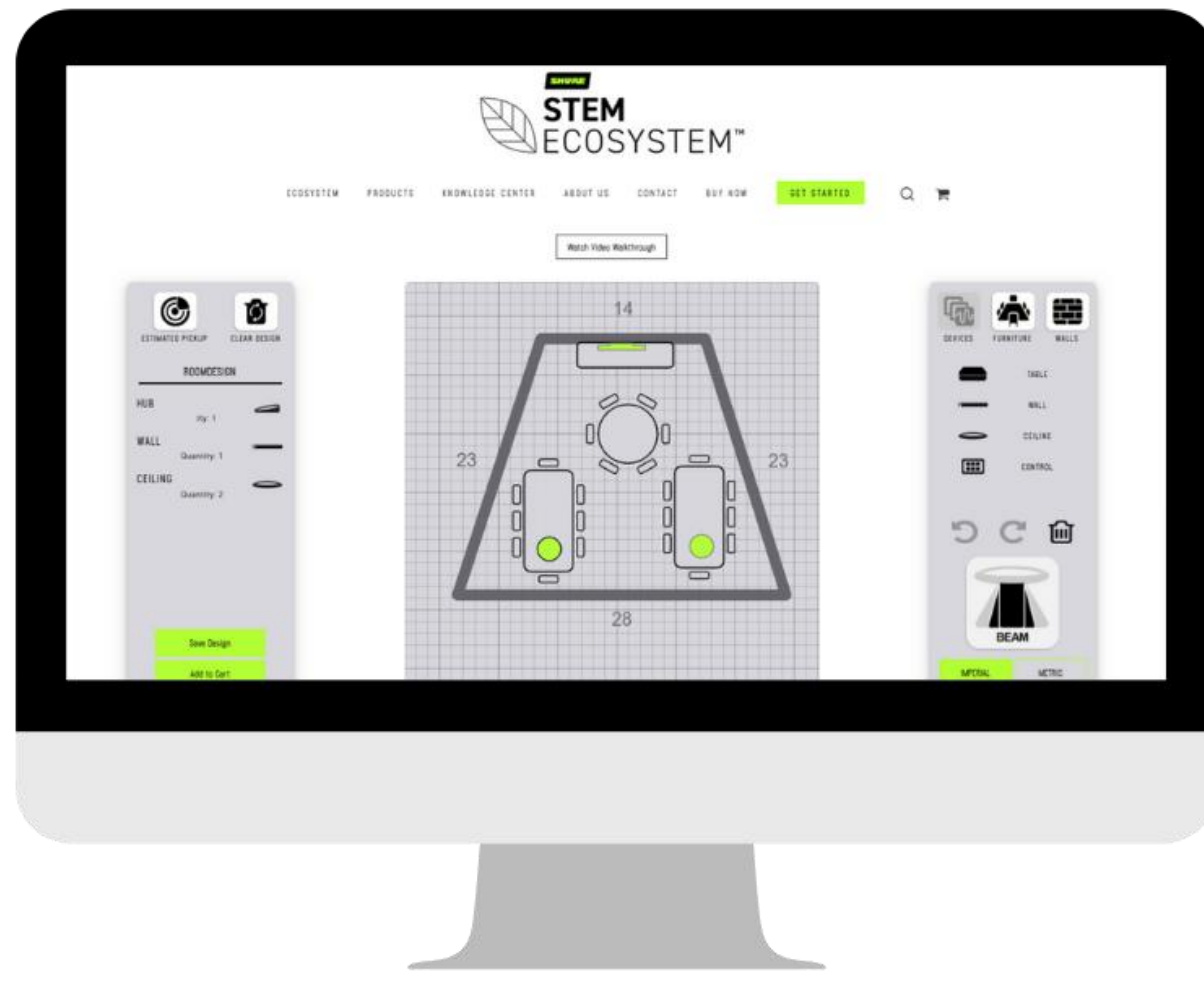 SHURE
STEM
ECOSYSTEM™
ECOSYSTEM PRODUCTS KNOWLEDGE CENTER ABOUT US CONTACT BUY NOW GET STARTED
Watch Video Walkthrough
ESTIMATED PICKUP CLEAR DESIGN
ROOMDESIGN
HUB
ity: 1
WALL
Quantity: 1
CEILING
Quantity: 2
Save Design
Add to Cart
14
23 23
28
DEVICES FURNITURE WALLS
TABLE
WALL
CEILING
CONTROL
BEAM
IMPERIAL METRIC